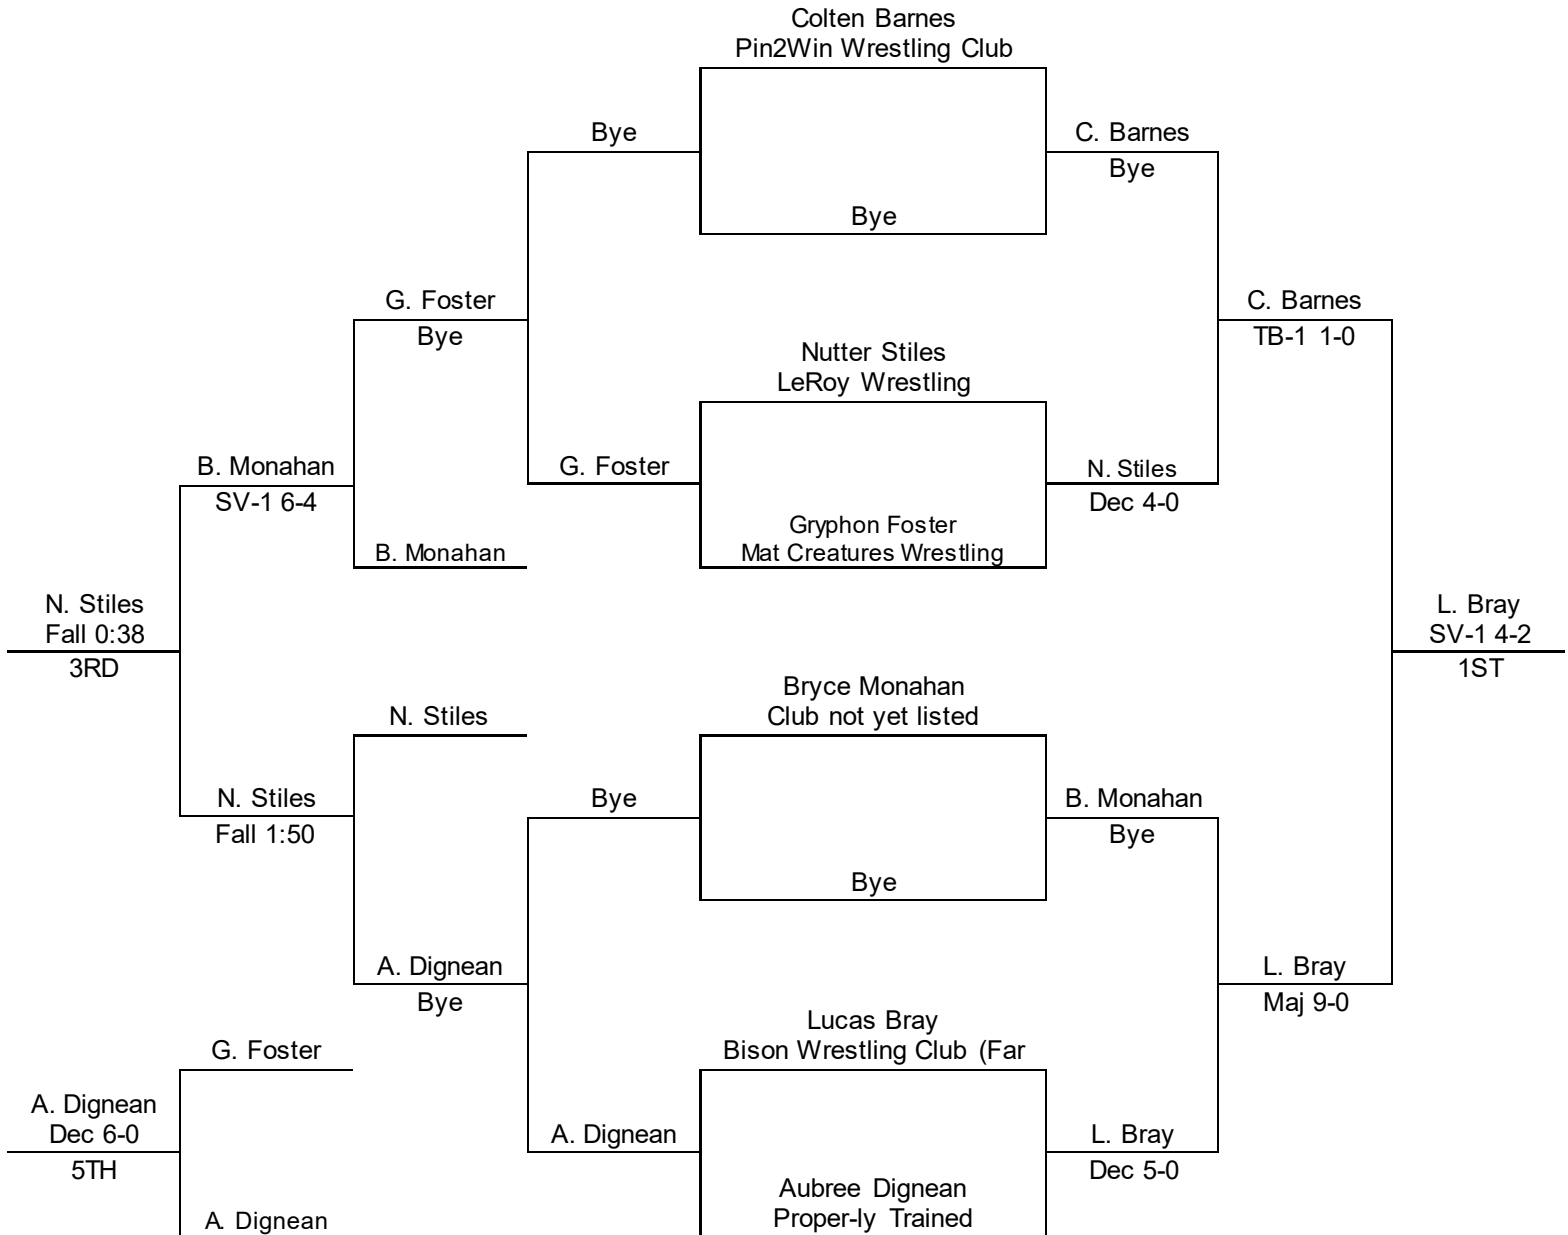 Colten Barnes
Pin2Win Wrestling Club
Bye
C. Barnes
Bye
Bye
G. Foster
Bye
C. Barnes
TB-1 1-0
Nutter Stiles
LeRoy Wrestling
B. Monahan
SV-1 6-4
G. Foster
N. Stiles
Dec 4-0
Gryphon Foster
Mat Creatures Wrestling
B. Monahan
N. Stiles
Fall 0:38
3RD
L. Bray
SV-1 4-2
1ST
Bryce Monahan
Club not yet listed
N. Stiles
N. Stiles
Fall 1:50
Bye
B. Monahan
Bye
Bye
A. Dignean
Bye
L. Bray
Maj 9-0
Lucas Bray
Bison Wrestling Club (Far
G. Foster
A. Dignean
Dec 6-0
5TH
A. Dignean
L. Bray
Dec 5-0
Aubree Dignean
Proper-ly Trained
A. Dignean